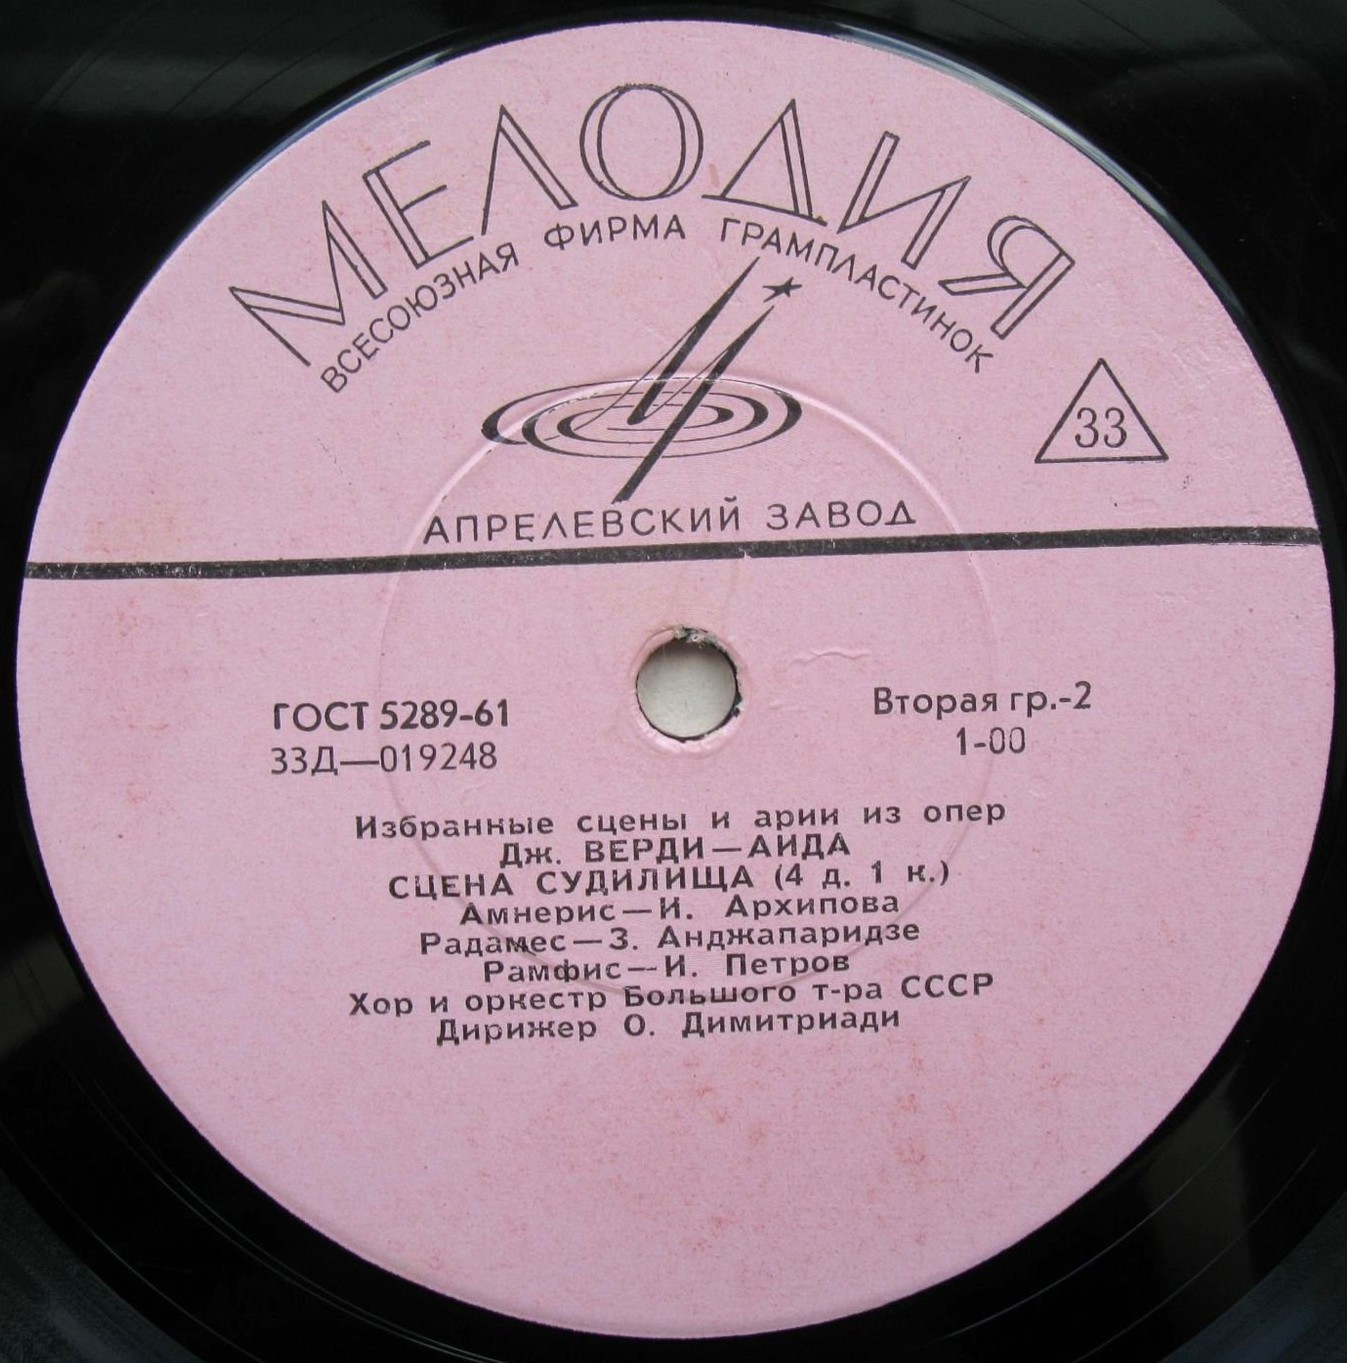 МЕЛОДИЯ
ВСЕСОЮЗНАЯ ФИРМА ГРАМПЛАСТИНОК
33
АПРЕЛЕВСКИЙ ЗАВОД
ГОСТ 5289-61
33Д—019248
Вторая гр.-2
1-00
Избранные сцены и арии из опер
Дж. ВЕРДИ—АИДА
СЦЕНА СУДИЛИЩА (4 д. 1 к.)
Амнерис—И. Архипова
Радамес—З. Анджапаридзе
Рамфис—И. Петров
Хор и оркестр Большого т-ра СССР
Дирижер О. Димитриади